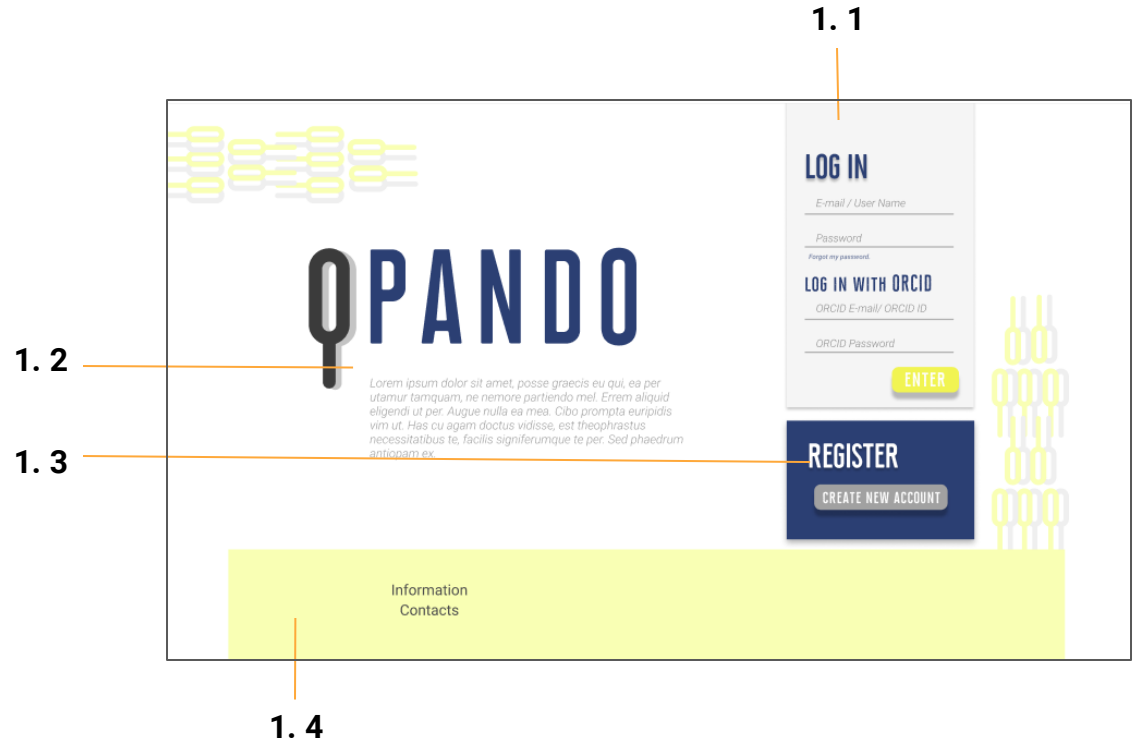 1. 1
LOG IN
E-mail / User Name
Password
Forgot my password.
LOG IN WITH ORCID
ORCID E-mail/ ORCID ID
ORCID Password
ENTER
OPANDO
1. 2
Lorem ipsum dolor sit amet, posse graecis eu qui, ea per
utamur tamquam, ne nemore partiendo mel. Errem aliquid
eligendi ut per. Augue nulla ea mea. Cibo prompta euripidis
vim ut. Has cu agam doctus vidisse, est theophrastus
necessitatibus te, facilis signiferumque te per. Sed phaedrum
antiopam ex.
1. 3
REGISTER
CREATE NEW ACCOUNT
Information
Contacts
1. 4